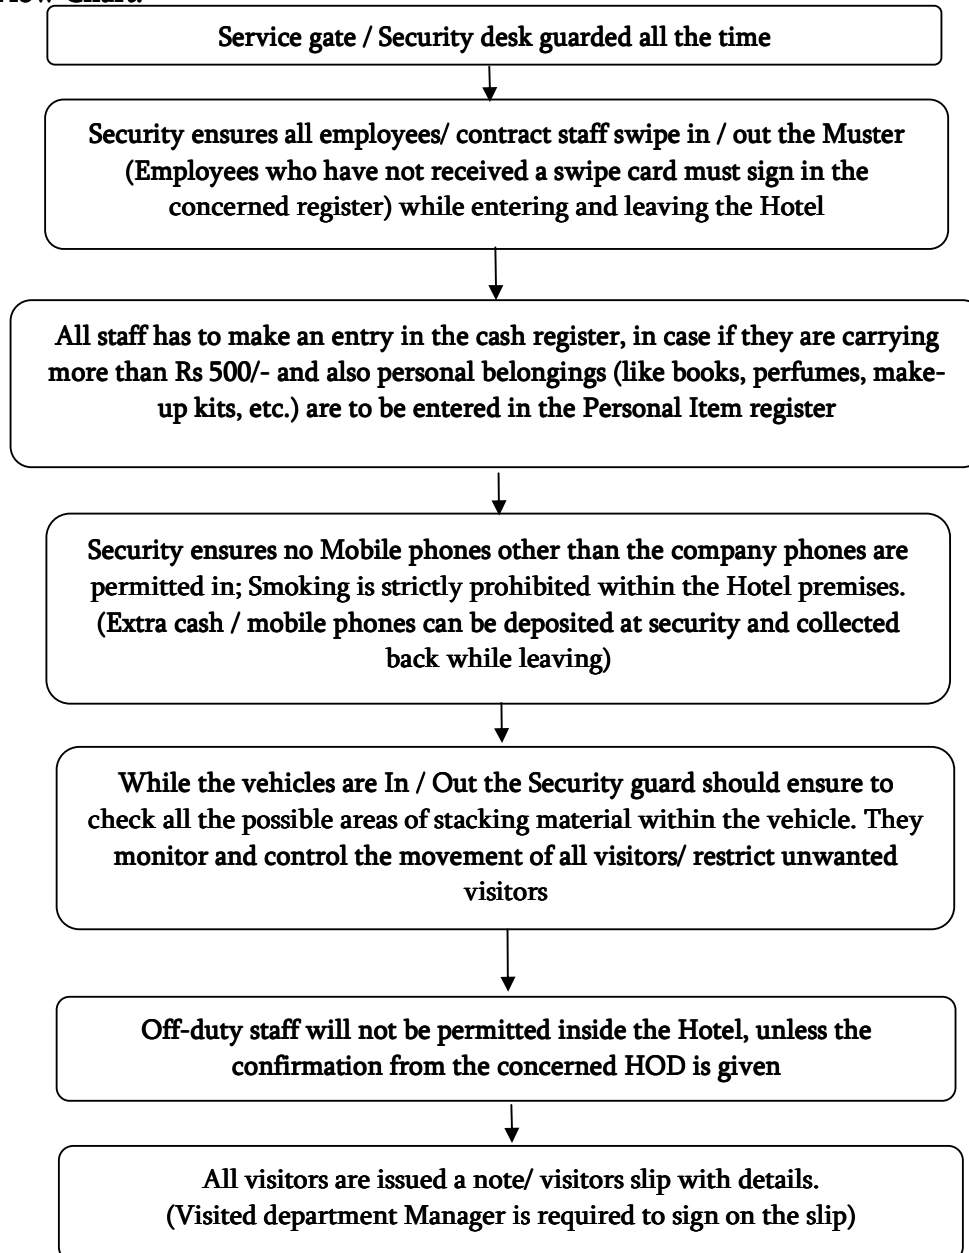 Service gate / Security desk guarded all the time
Security ensures all employees/ contract staff swipe in / out the Muster
(Employees who have not received a swipe card must sign in the
concerned register) while entering and leaving the Hotel
All staff has to make an entry in the cash register, in case if they are carrying
more than Rs 500/- and also personal belongings (like books, perfumes, make-
up kits, etc.) are to be entered in the Personal Item register
Security ensures no Mobile phones other than the company phones are
permitted in; Smoking is strictly prohibited within the Hotel premises.
(Extra cash / mobile phones can be deposited at security and collected
back while leaving)
While the vehicles are In / Out the Security guard should ensure to
check all the possible areas of stacking material within the vehicle. They
monitor and control the movement of all visitors/ restrict unwanted
visitors
Off-duty staff will not be permitted inside the Hotel, unless the
confirmation from the concerned HOD is given
All visitors are issued a note/ visitors slip with details.
(Visited department Manager is required to sign on the slip)